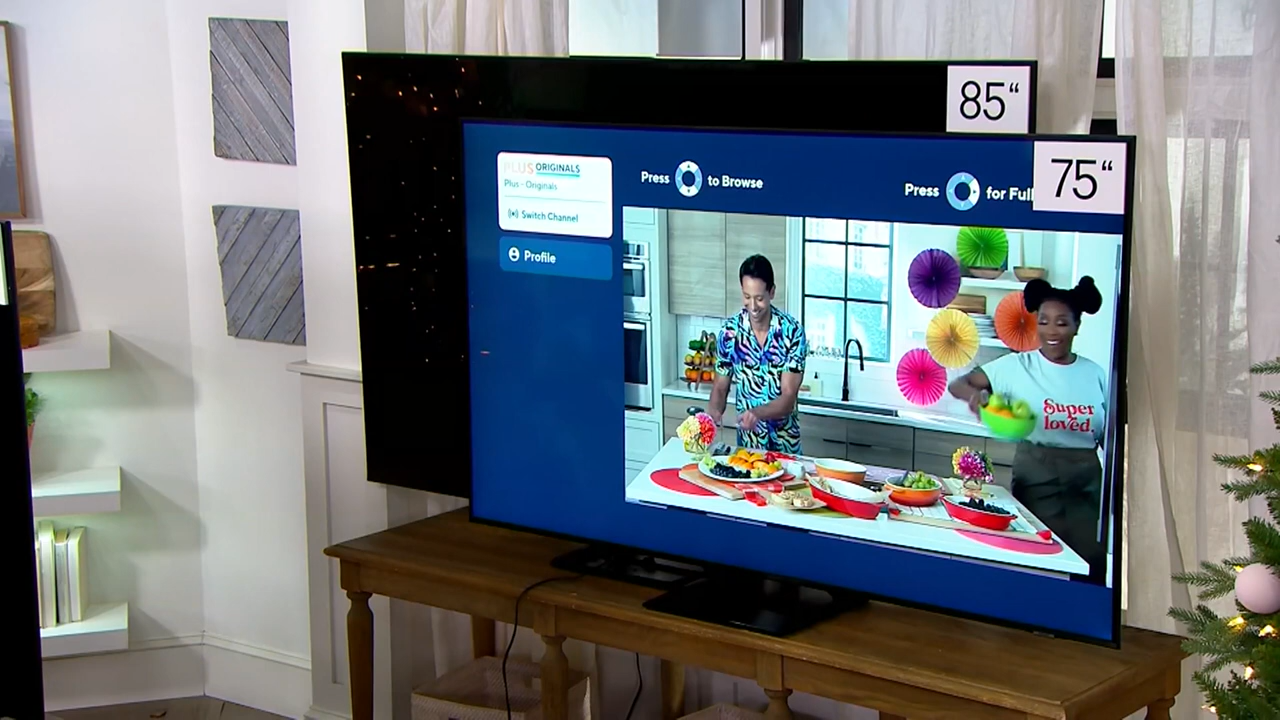 85“
75“
PLUS ORIGINALS
Plus - Originals
Switch Channel
Profile
Press to Browse
Press for Full
Super
loved.